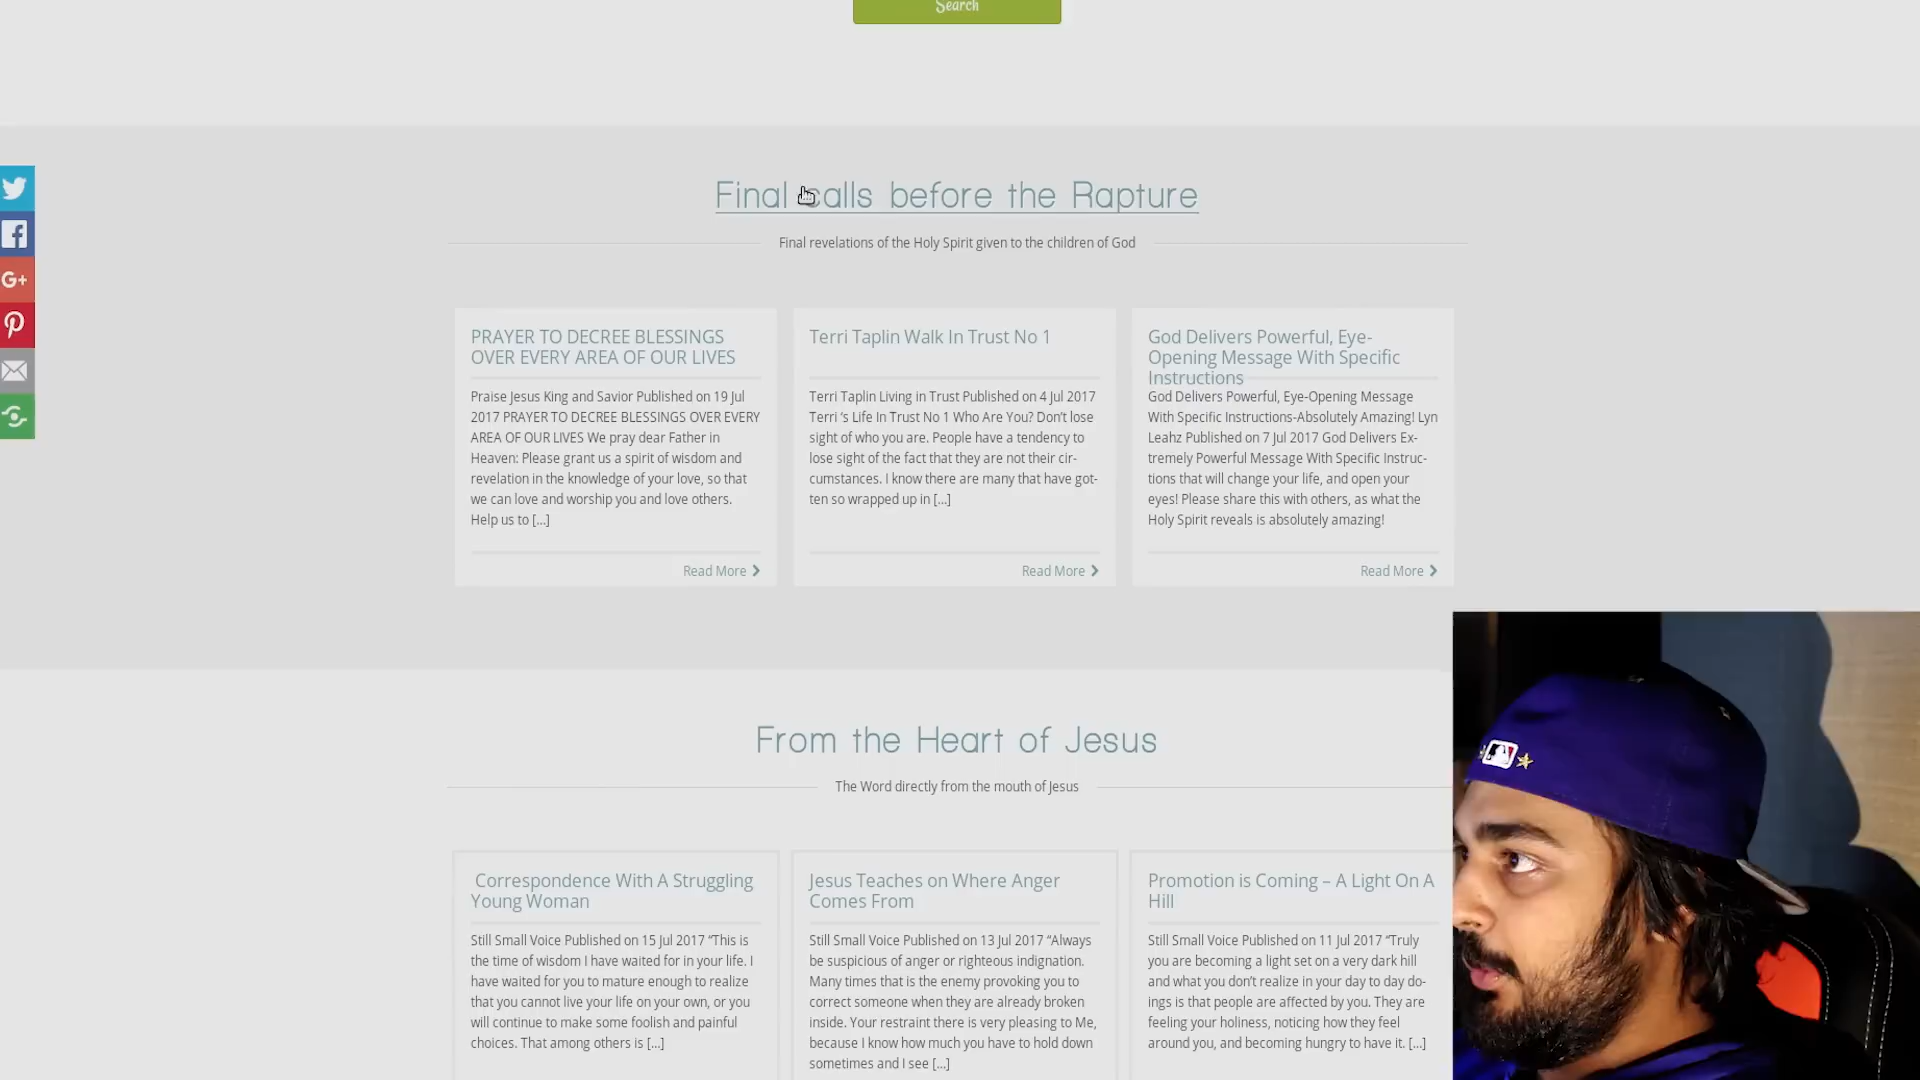 Search
Final calls before the Rapture
Final revelations of the Holy Spirit given to the children of God
PRAYER TO DECREE BLESSINGS
OVER EVERY AREA OF OUR LIVES
Praise Jesus King and Savior Published on 19 Jul
2017 PRAYER TO DECREE BLESSINGS OVER EVERY
AREA OF OUR LIVES We pray dear Father in
Heaven: Please grant us a spirit of wisdom and
revelation in the knowledge of your love, so that
we can love and worship you and love others.
Help us to [...]
Read More
Terri Taplin Walk In Trust No 1
Terri Taplin Living in Trust Published on 4 Jul 2017
Terri ‘s Life In Trust No 1 Who Are You? Don’t lose
sight of who you are. People have a tendency to
lose sight of the fact that they are not their cir-
cumstances. I know there are many that have got-
ten so wrapped up in [...]
Read More
God Delivers Powerful, Eye-
Opening Message With Specific
Instructions
God Delivers Powerful, Eye-Opening Message
With Specific Instructions-Absolutely Amazing! Lyn
Leahz Published on 7 Jul 2017 God Delivers Ex-
tremely Powerful Message With Specific Instruc-
tions that will change your life, and open your
eyes! Please share this with others, as what the
Holy Spirit reveals is absolutely amazing!
Read More
From the Heart of Jesus
The Word directly from the mouth of Jesus
Correspondence With A Struggling
Young Woman
Still Small Voice Published on 15 Jul 2017 “This is
the time of wisdom I have waited for in your life. I
have waited for you to mature enough to realize
that you cannot live your life on your own, or you
will continue to make some foolish and painful
choices. That among others is [...]
Jesus Teaches on Where Anger
Comes From
Still Small Voice Published on 13 Jul 2017 “Always
be suspicious of anger or righteous indignation.
Many times that is the enemy provoking you to
correct someone when they are already broken
inside. Your restraint there is very pleasing to Me,
because I know how much you have to hold down
sometimes and I see [...]
Promotion is Coming – A Light On A
Hill
Still Small Voice Published on 11 Jul 2017 “Truly
you are becoming a light set on a very dark hill
and what you don’t realize in your day to day do-
ings is that people are affected by you. They are
feeling your holiness, noticing how they feel
around you, and becoming hungry to have it. [...]
G+